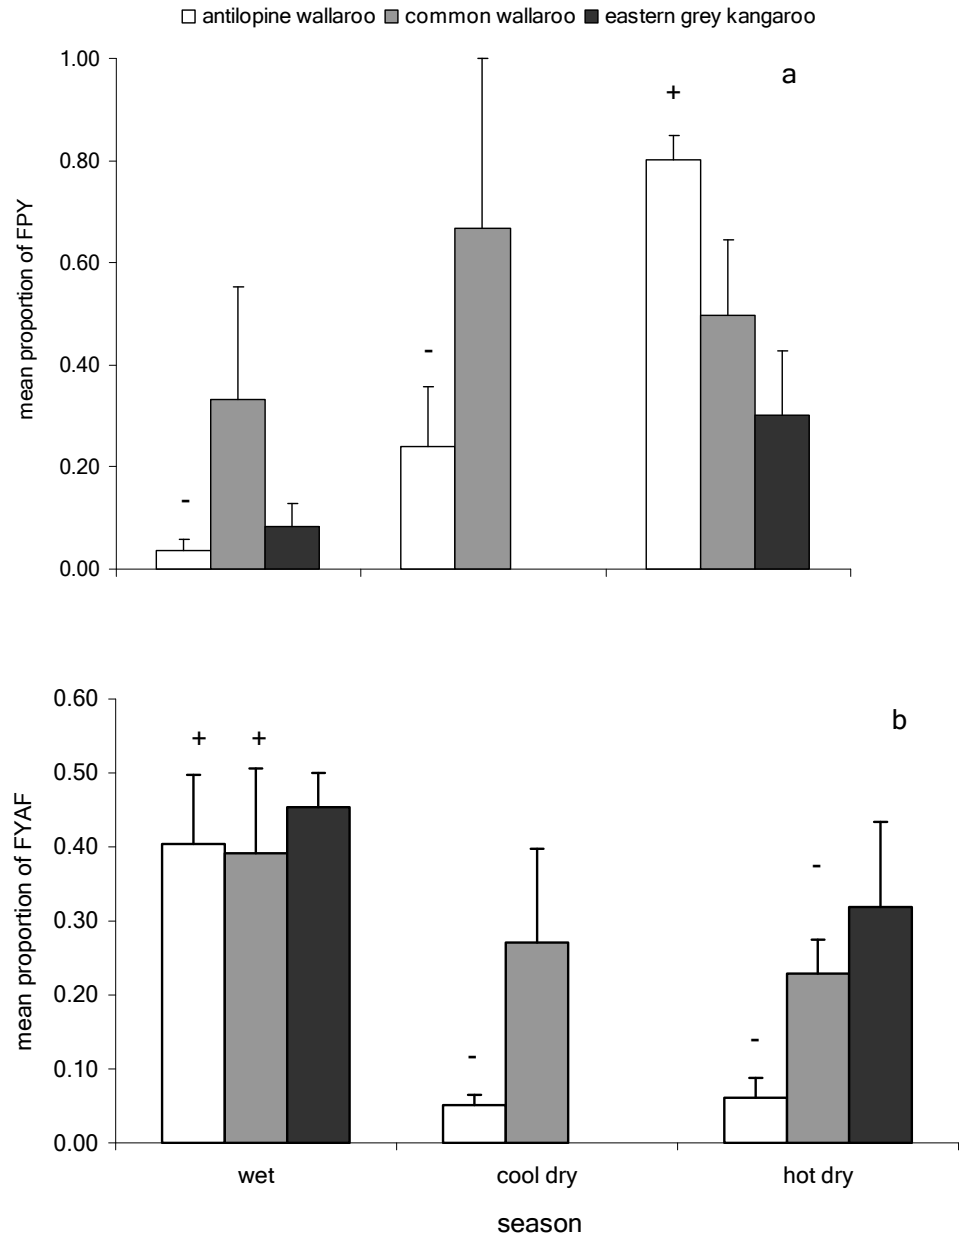 antilopine wallaroo common wallaroo eastern grey kangaroo
a
mean proportion of FPY
1.00
0.80
0.60
0.40
0.20
0.00
+
-
-
b
mean proportion of FYAF
0.60
0.50
0.40
0.30
0.20
0.10
0.00
+ +
-
-
-
wet cool dry hot dry
season